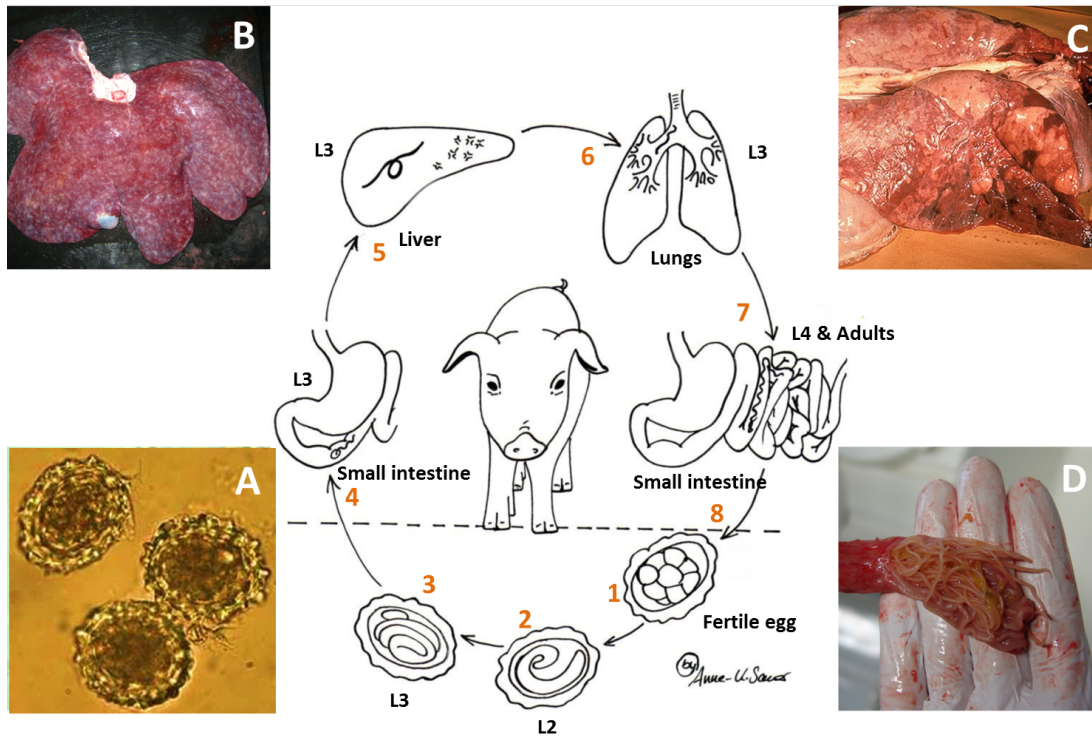 B
C
L3
6
L3
5
Liver
Lungs
7
L4 & Adults
L3
A
Small intestine
4
Small intestine
8
D
3
2
1
Fertile egg
L3
L2
by